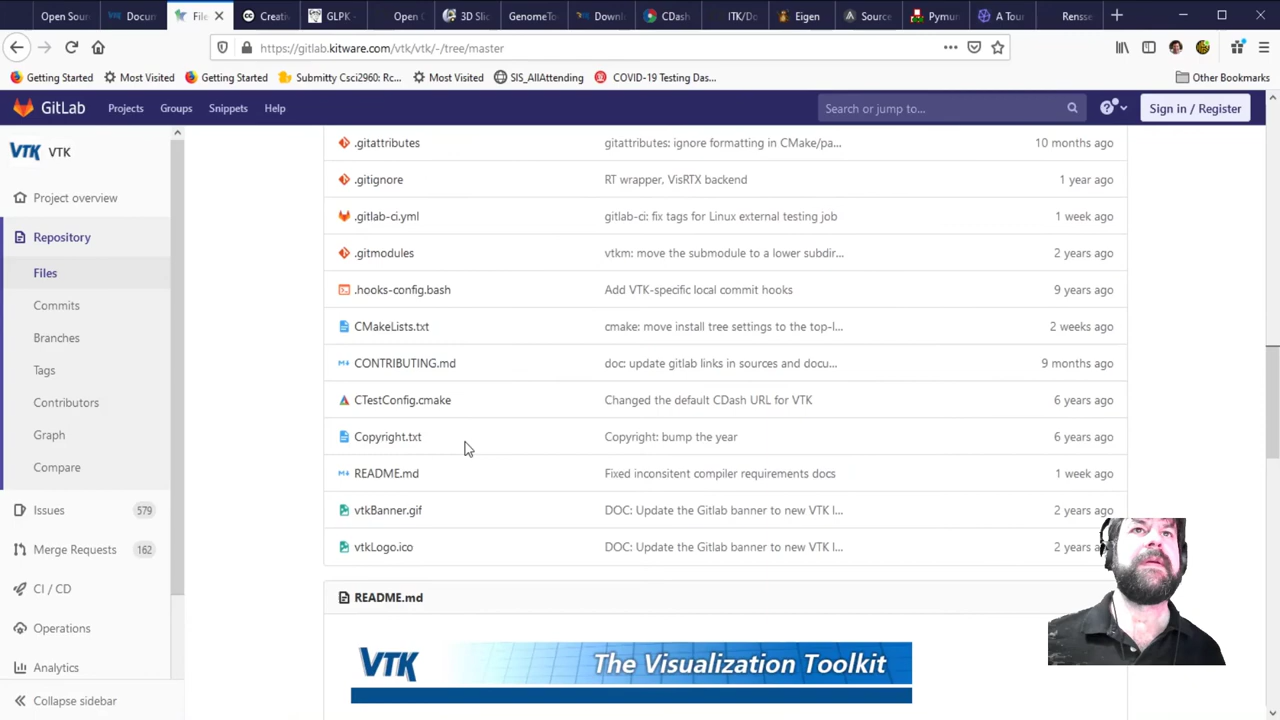 Open Sour
Docum
File
Creativ
GLPK -
Open C
3D Slic
GenomeTo
Downl
CDash
ITK/Do
Eigen
Source
Pymun
A Tour
Rensse
https://gitlab.kitware.com/vtk/vtk/-/tree/master
Getting Started
Most Visited
Getting Started
Submitty Csci2960: Rc...
Most Visited
SIS_AllAttending
COVID-19 Testing Das...
Other Bookmarks
GitLab
Projects
Groups
Snippets
Help
Search or jump to...
Sign in / Register
VTK VTK
Project overview
Repository
Files
Commits
Branches
Tags
Contributors
Graph
Compare
Issues 579
Merge Requests 162
CI / CD
Operations
Analytics
Collapse sidebar
.gitattributes gitattributes: ignore formatting in CMake/pa... 10 months ago
.gitignore RT wrapper, VisRTX backend 1 year ago
.gitlab-ci.yml gitlab-ci: fix tags for Linux external testing job 1 week ago
.gitmodules vtkm: move the submodule to a lower subdir... 2 years ago
.hooks-config.bash Add VTK-specific local commit hooks 9 years ago
CMakeLists.txt cmake: move install tree settings to the top-l... 2 weeks ago
CONTRIBUTING.md doc: update gitlab links in sources and docu... 9 months ago
CTestConfig.cmake Changed the default CDash URL for VTK 6 years ago
Copyright.txt Copyright: bump the year 6 years ago
README.md Fixed inconsitent compiler requirements docs 1 week ago
vtkBanner.gif DOC: Update the Gitlab banner to new VTK l... 2 years ago
vtkLogo.ico DOC: Update the Gitlab banner to new VTK l... 2 years ago
README.md
VTK The Visualization Toolkit